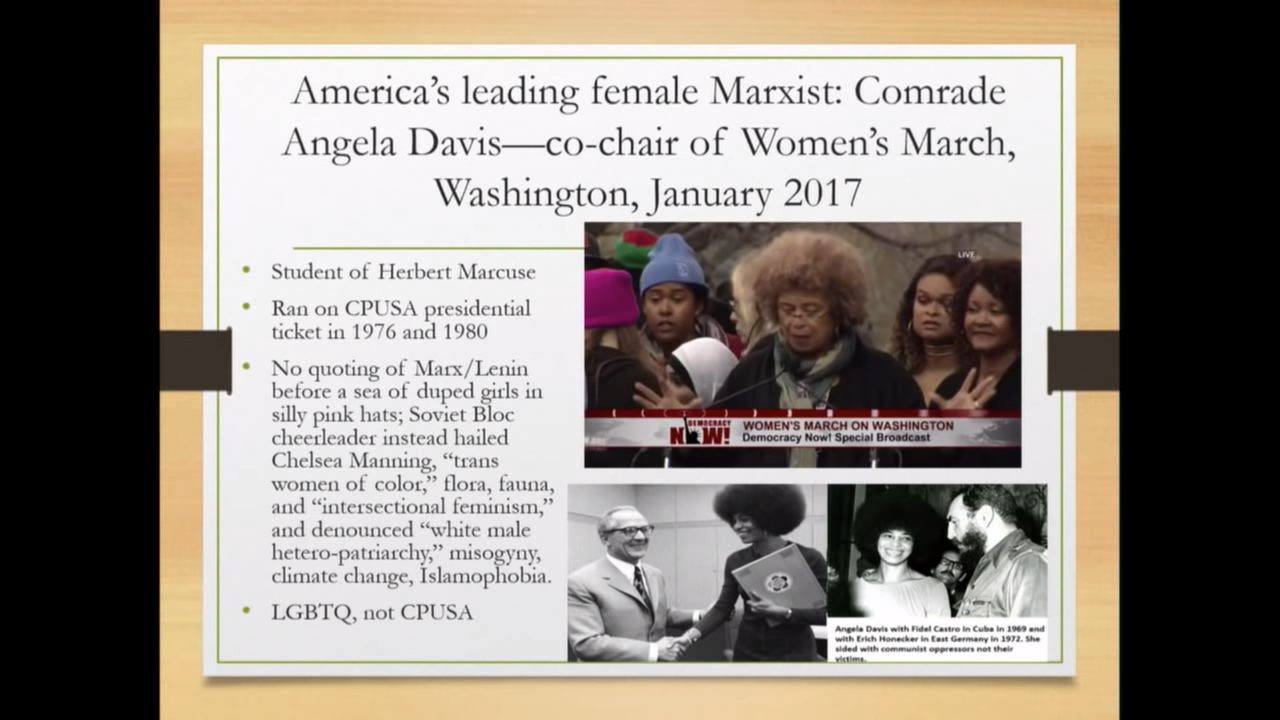 America’s leading female Marxist: Comrade
Angela Davis—co-chair of Women’s March,
Washington, January 2017
• Student of Herbert Marcuse
• Ran on CPUSA presidential
ticket in 1976 and 1980
• No quoting of Marx/Lenin
before a sea of duped girls in
silly pink hats; Soviet Bloc
cheerleader instead hailed
Chelsea Manning, “trans
women of color,” flora, fauna,
and “intersectional feminism,”
and denounced “white male
hetero-patriarchy,” misogyny,
climate change, Islamophobia.
• LGBTQ, not CPUSA
LIVE
DEMOCRACY
NOW!
WOMEN'S MARCH ON WASHINGTON
Democracy Now! Special Broadcast
Angela Davis with Fidel Castro in Cuba in 1969 and
with Erich Honecker in East Germany in 1972. She
sided with communist oppressors not their
victims.